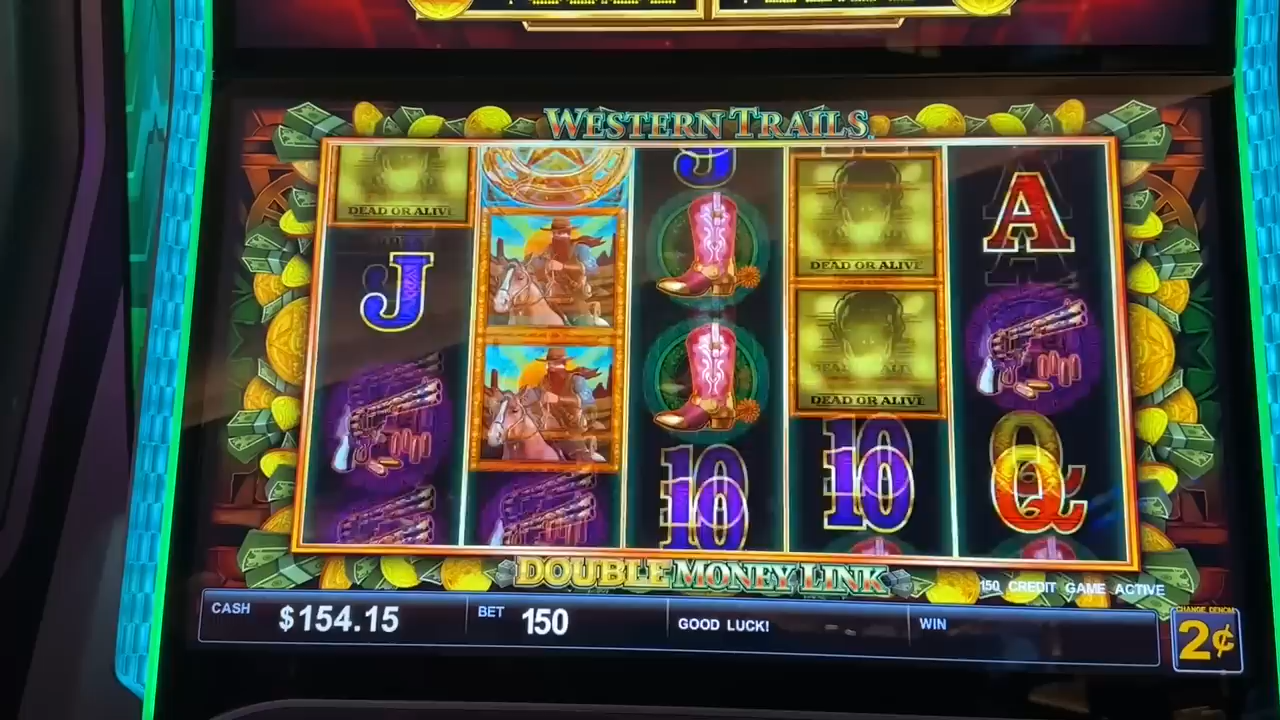 WESTERN TRAILS
DEAD OR ALIVE
J
J
DEAD OR ALIVE
A
DEAD OR ALIVE
10
10
Q
DOUBLE MONEY LINK
150 CREDIT GAME ACTIVE
CASH $154.15 BET 150 GOOD LUCK! WIN
CHANGE DENOM
2¢